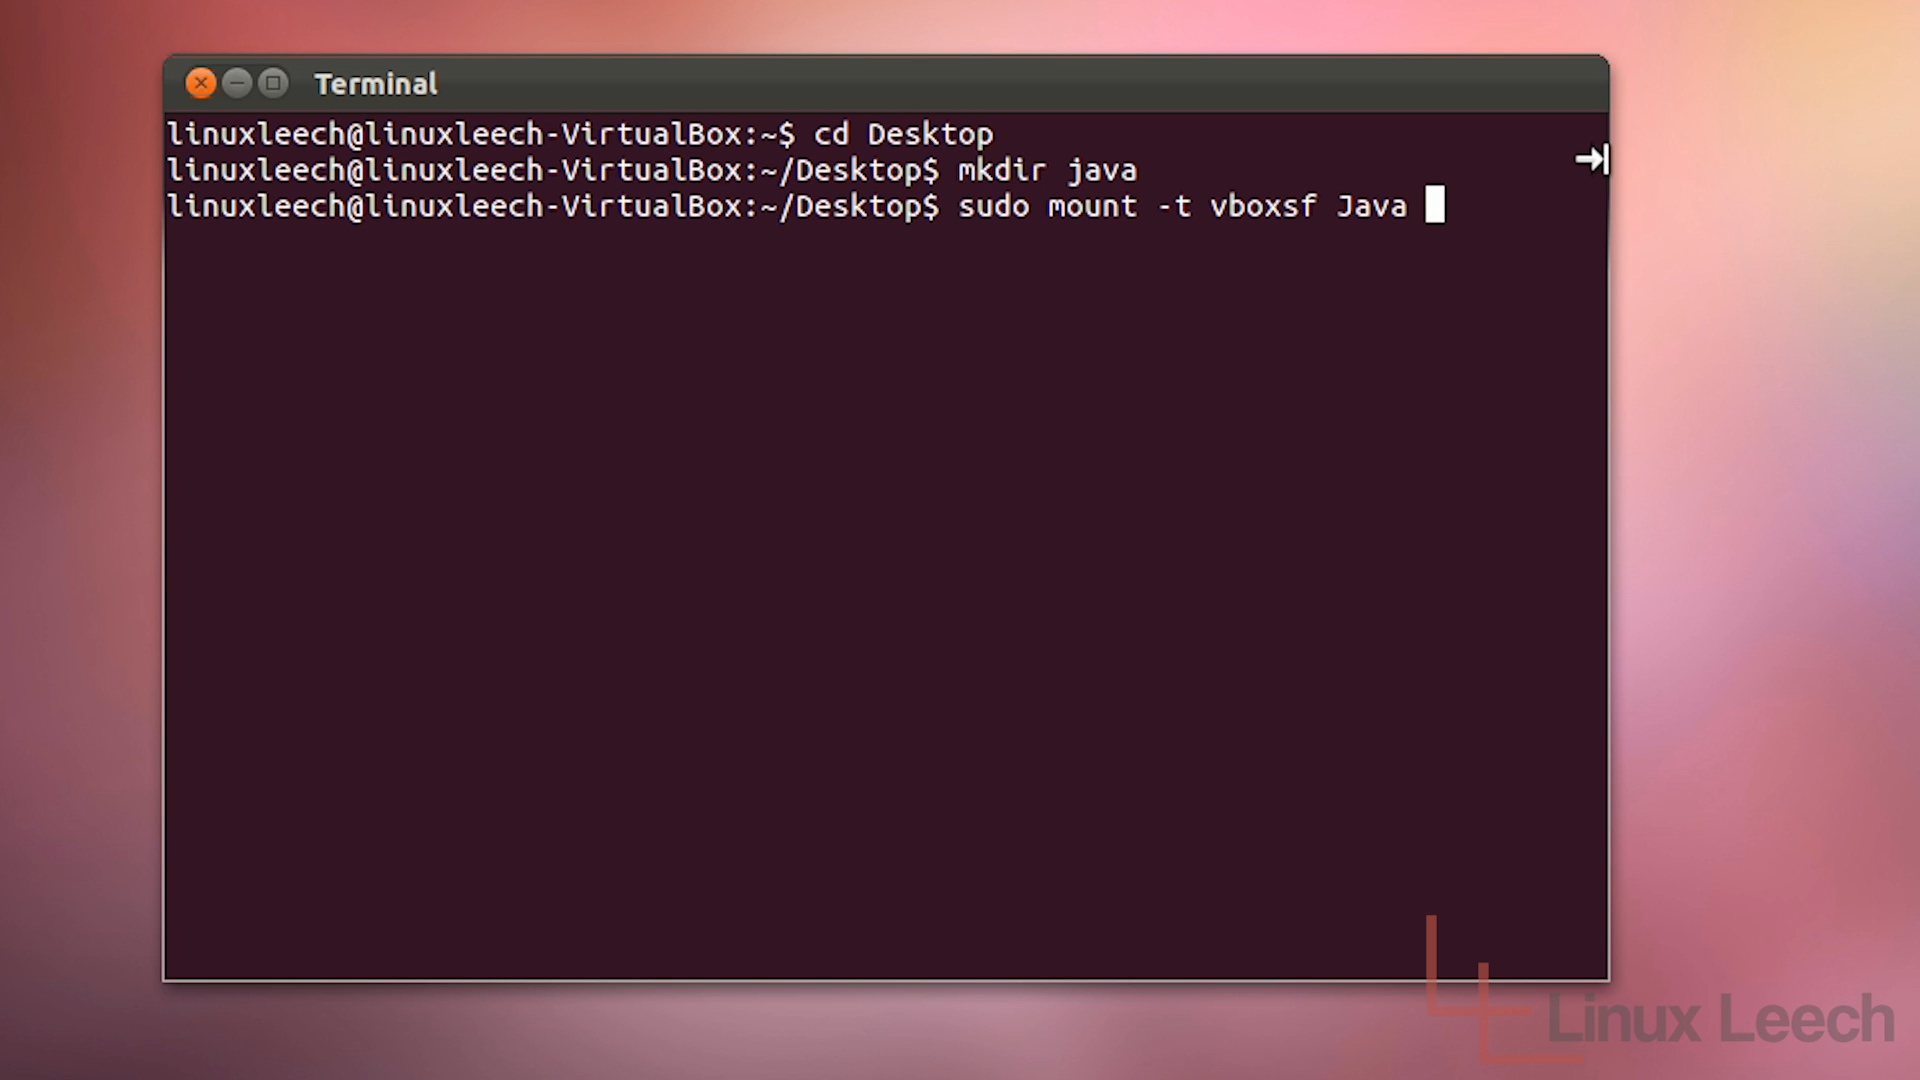 Terminal
linuxleech@linuxleech-VirtualBox:~$ cd Desktop
linuxleech@linuxleech-VirtualBox:~/Desktop$ mkdir java
linuxleech@linuxleech-VirtualBox:~/Desktop$ sudo mount -t vboxsf Java
Linux Leech